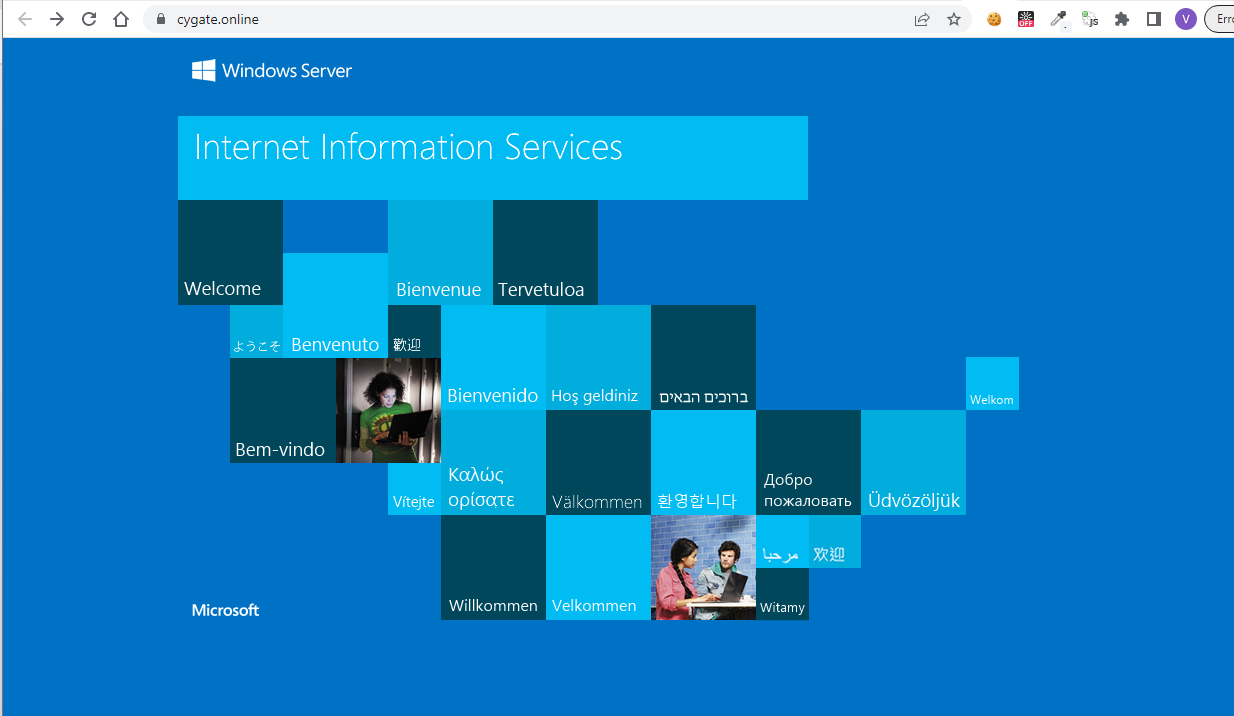 cygate.online
OFF
js
V
Erro
Windows Server
Internet Information Services
Welcome
Bienvenue
Tervetuloa
ようこそ
Benvenuto
歡迎
Bienvenido
Hoş geldiniz
ברוכים הבאים
Welkom
Bem-vindo
Vítejte
Καλώς
ορίσατε
Välkommen
환영합니다
Добро
пожаловать
Üdvözöljük
مرحبا
欢迎
Willkommen
Velkommen
Witamy
Microsoft